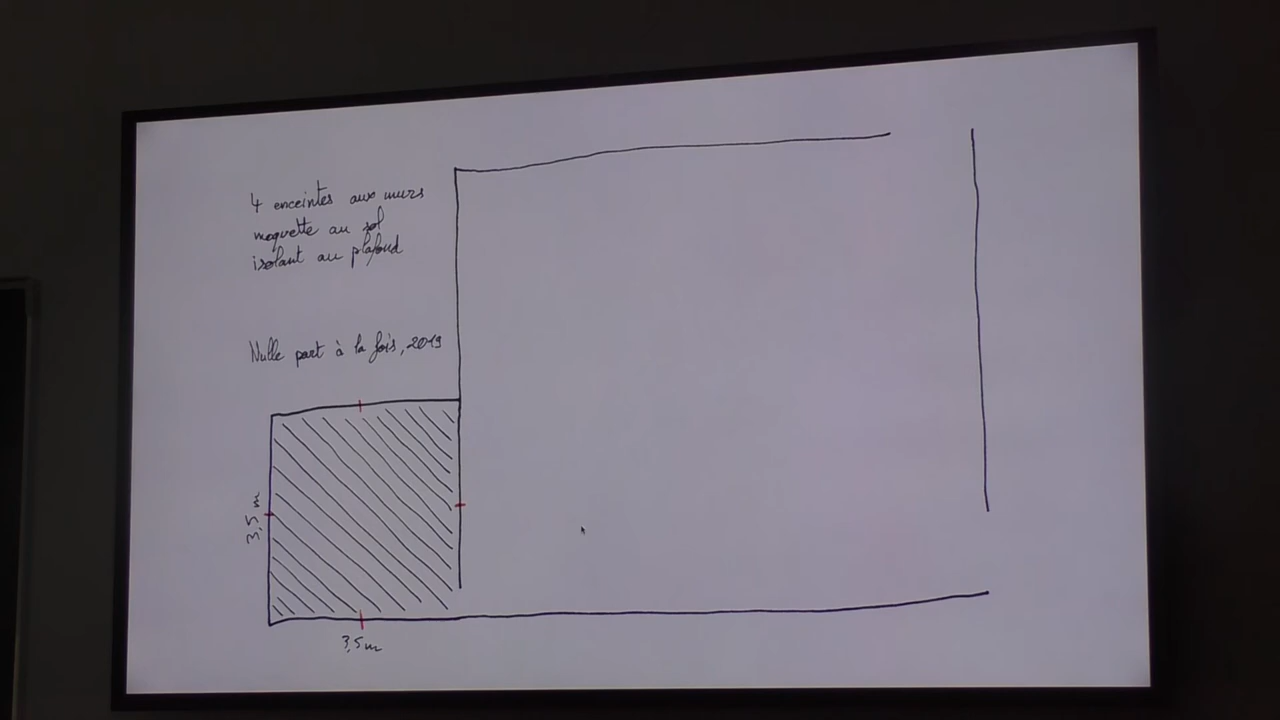 4 enceintes aux murs
moquette au sol
isolant au plafond
Nulle part à la fois, 2019
3,5 m
3,5 m